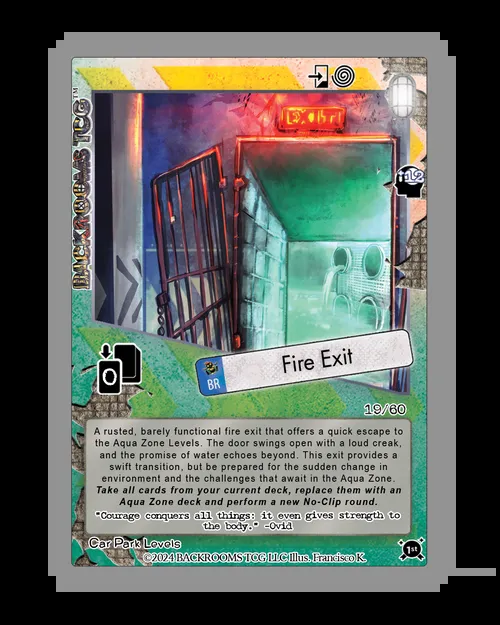 BACKROOMS TCG™
12
Fire Exit
BR
0
19/60
A rusted, barely functional fire exit that offers a quick escape to
the Aqua Zone Levels. The door swings open with a loud creak,
and the promise of water echoes beyond. This exit provides a
swift transition, but be prepared for the sudden change in
environment and the challenges that await in the Aqua Zone.
Take all cards from your current deck, replace them with an
Aqua Zone deck and perform a new No-Clip round.
"Courage conquers all things: it even gives strength to
the body." -Ovid
Car Park Levels
©2024 BACKROOMS TCG LLC Illus. Francisco K.
1st